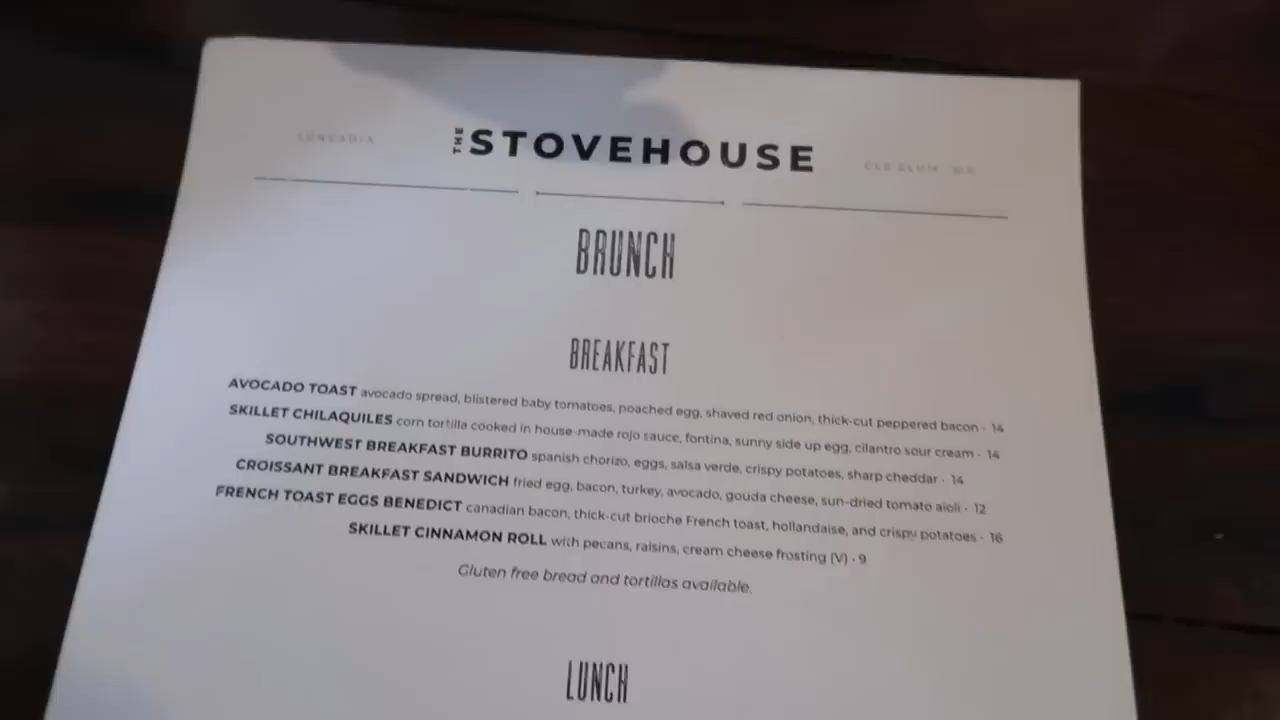 THE STOVEHOUSE
BRUNCH
BREAKFAST
AVOCADO TOAST avocado spread, blistered baby tomatoes, poached egg, shaved red onion, thick-cut peppered bacon - 14
SKILLET CHILAQUILES corn tortilla cooked in house-made rojo sauce, fontina, sunny side up egg, cilantro sour cream - 14
SOUTHWEST BREAKFAST BURRITO spanish chorizo, eggs, salsa verde, crispy potatoes, sharp cheddar - 14
CROISSANT BREAKFAST SANDWICH fried egg, bacon, turkey, avocado, gouda cheese, sun-dried tomato aioli - 12
FRENCH TOAST EGGS BENEDICT canadian bacon, thick-cut brioche French toast, hollandaise, and crispy potatoes - 16
SKILLET CINNAMON ROLL with pecans, raisins, cream cheese frosting (V) - 9
Gluten free bread and tortillas available.
LUNCH